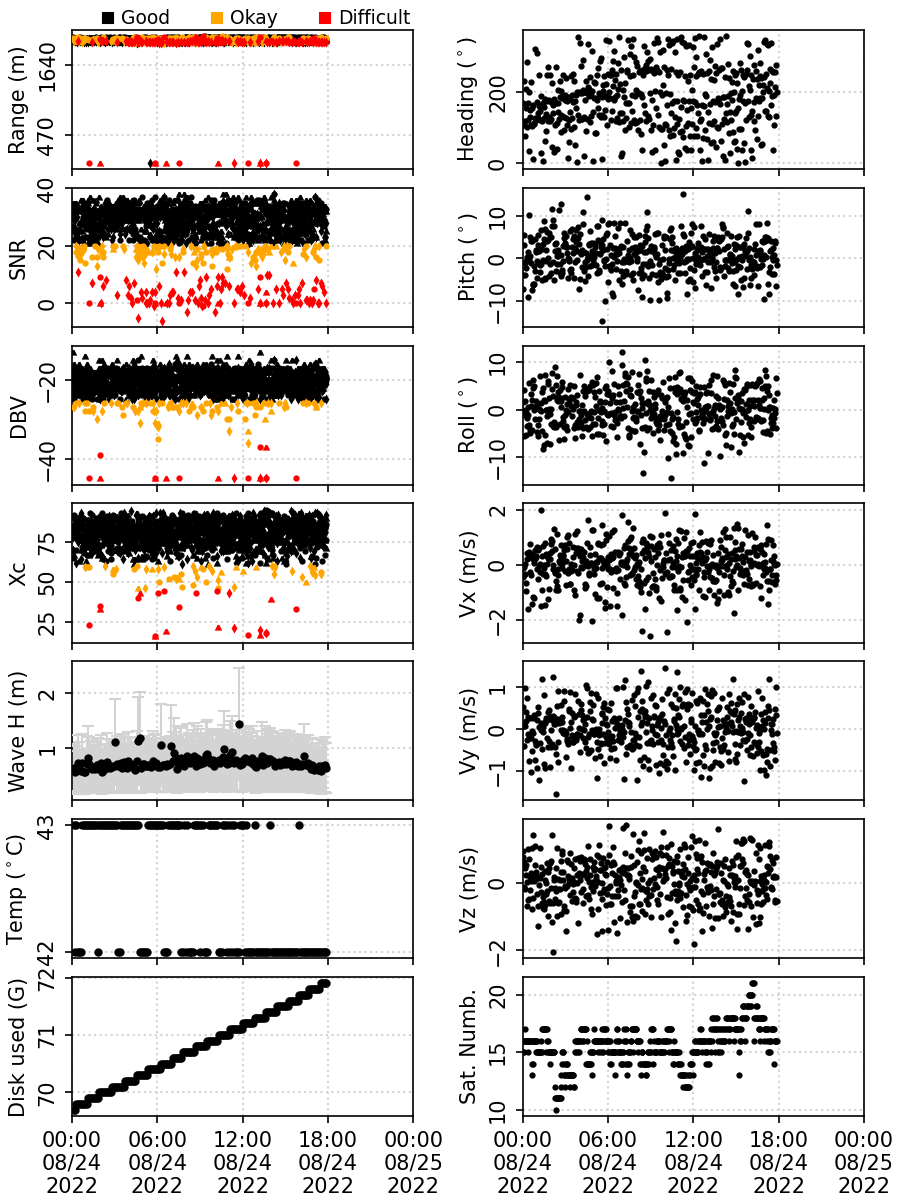 Good Okay Difficult
Range (m)
1640
470
Heading (°)
200
0
SNR
40
20
0
Pitch (°)
10
0
−10
DBV
−20
−40
Roll (°)
10
0
−10
Xc
75
50
25
Vx (m/s)
2
0
−2
Wave H (m)
2
1
Vy (m/s)
1
0
−1
Temp (°C)
43
42
Vz (m/s)
0
−2
Disk used (G)
72
71
70
Sat. Numb.
20
15
10
00:00 06:00 12:00 18:00 00:00
08/24 08/24 08/24 08/24 08/25
2022 2022 2022 2022 2022
00:00 06:00 12:00 18:00 00:00
08/24 08/24 08/24 08/24 08/25
2022 2022 2022 2022 2022